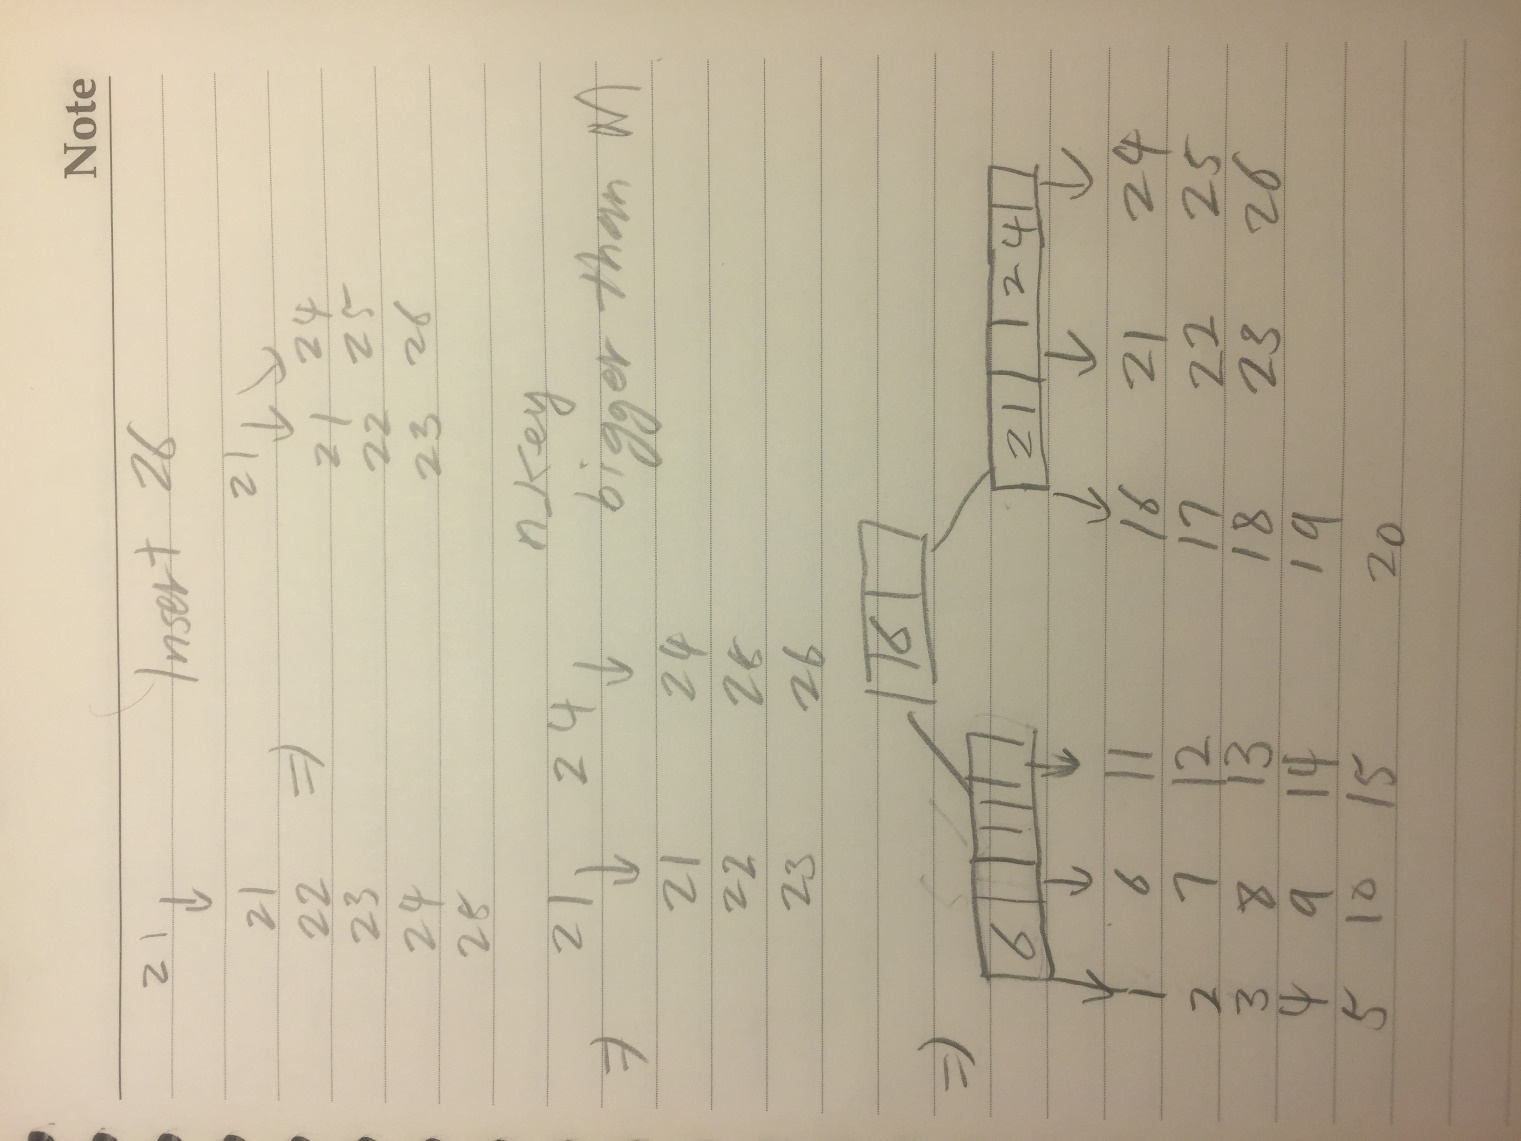 Note
Insert 26
21 21
21 ⇒ 21 24
22 22 25
23 23 26
24
25
n_key
⇒ 21 24 bigger than M
21 24
22 25
23 26
16
⇒ 6 11 21 24
1 6 11 16 21 24
2 7 12 17 22 25
3 8 13 18 23 26
4 9 14 19
5 10 15 20